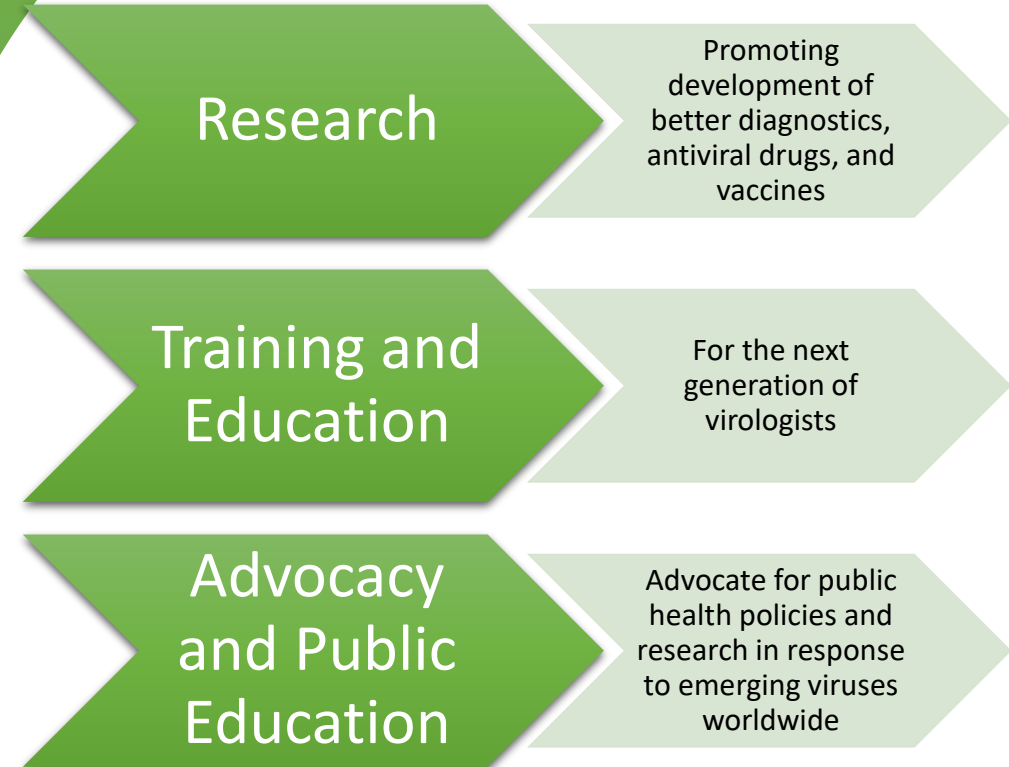 Research
Promoting
development of
better diagnostics,
antiviral drugs, and
vaccines
Training and
Education
For the next
generation of
virologists
Advocacy
and Public
Education
Advocate for public
health policies and
research in response
to emerging viruses
worldwide